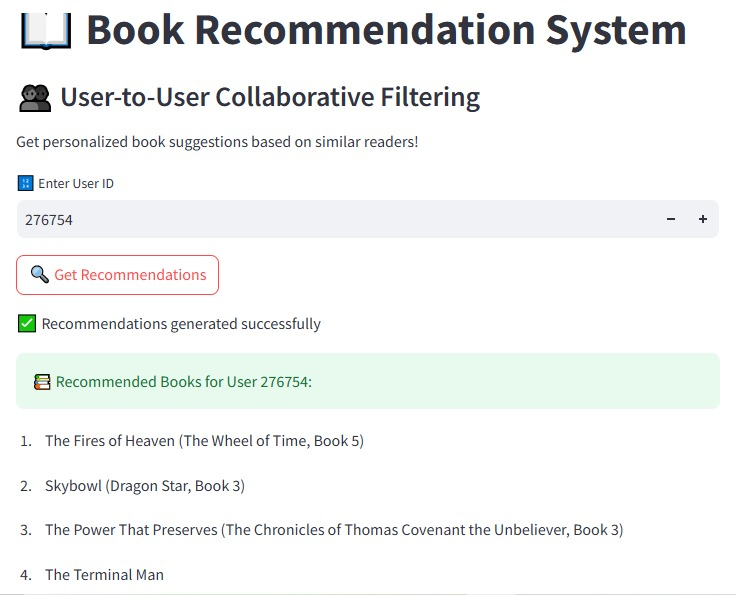 Book Recommendation System
User-to-User Collaborative Filtering
Get personalized book suggestions based on similar readers!
Enter User ID
276754 − +
Get Recommendations
Recommendations generated successfully
Recommended Books for User 276754:
1. The Fires of Heaven (The Wheel of Time, Book 5)
2. Skybowl (Dragon Star, Book 3)
3. The Power That Preserves (The Chronicles of Thomas Covenant the Unbeliever, Book 3)
4. The Terminal Man